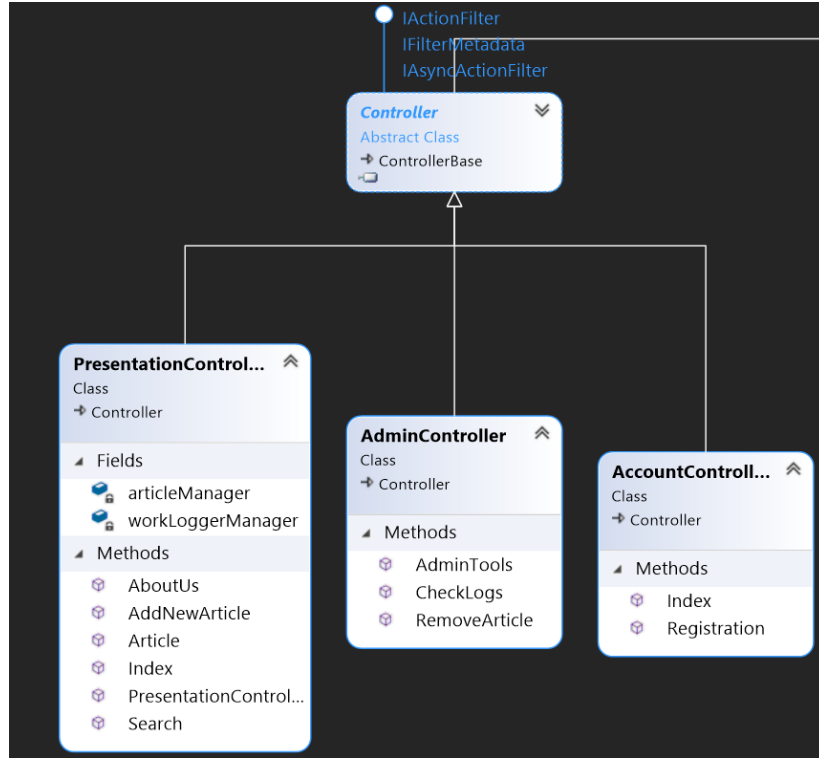 IActionFilter
IFilterMetadata
IAsyncActionFilter
Controller
Abstract Class
ControllerBase
PresentationControl...
Class
Controller
Fields
articleManager
workLoggerManager
Methods
AboutUs
AddNewArticle
Article
Index
PresentationControl...
Search
AdminController
Class
Controller
Methods
AdminTools
CheckLogs
RemoveArticle
AccountControll...
Class
Controller
Methods
Index
Registration